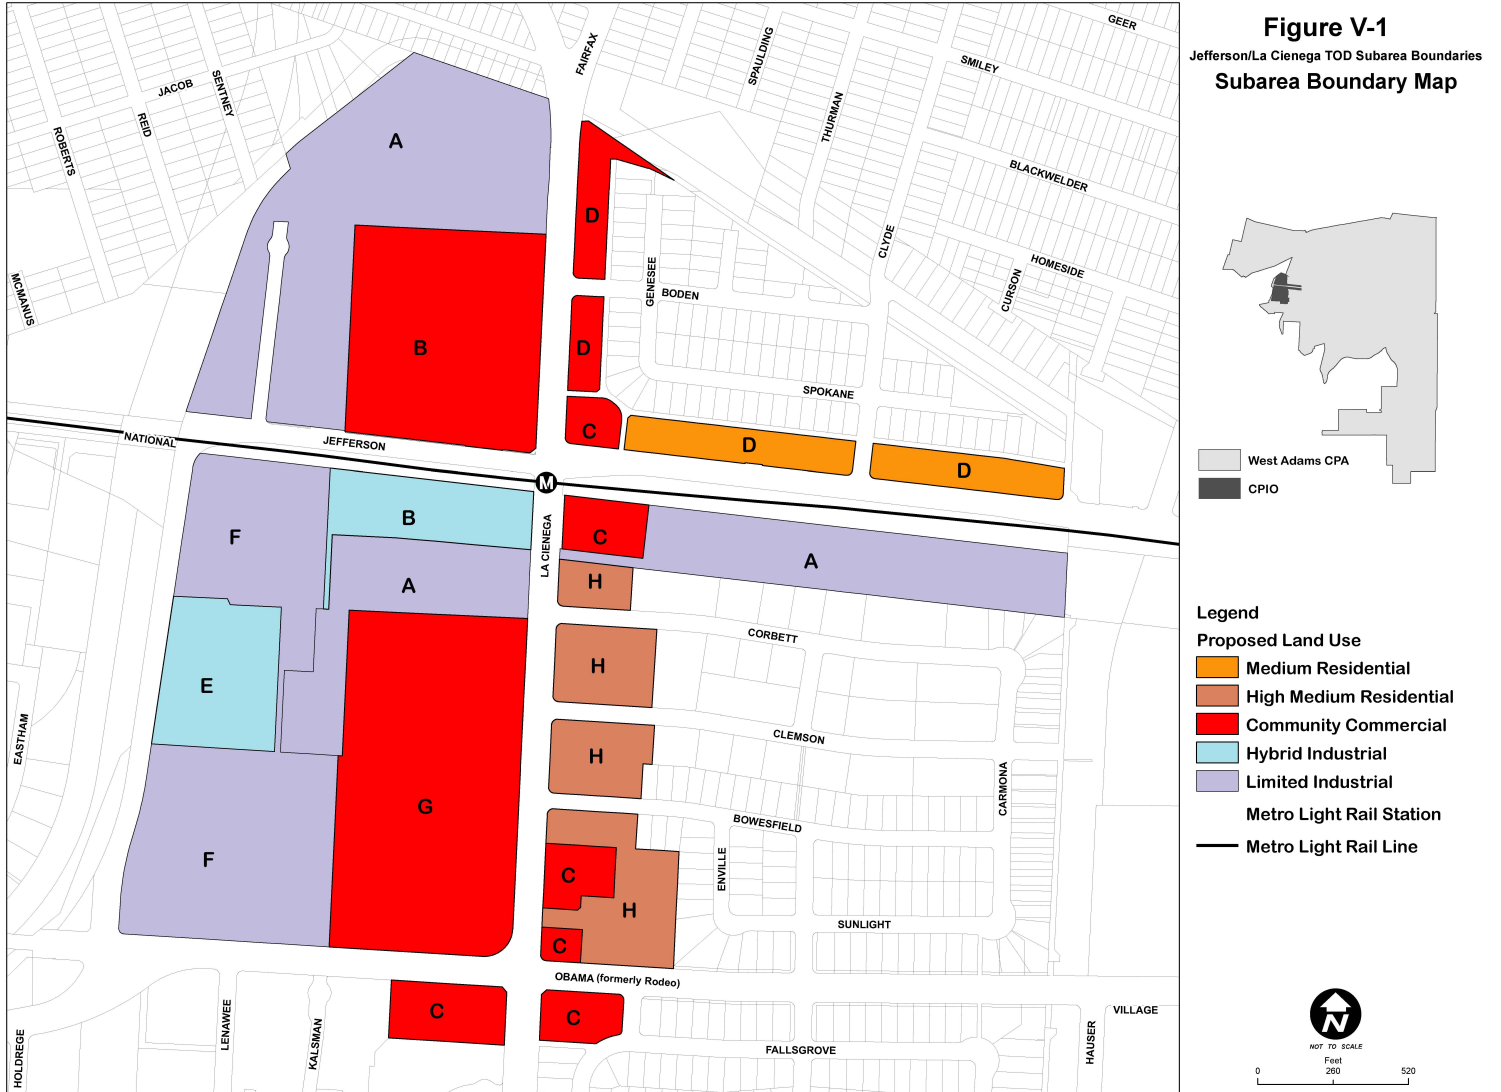 Figure V-1
Jefferson/La Cienega TOD Subarea Boundaries
Subarea Boundary Map
GEER
FAIRFAX
SPAULDING
SMILEY
JACOB
SENTNEY
REID
ROBERTS
THURMAN
A
BLACKWELDER
D
CLYDE
HOMESIDE
CURSON
GENESEE
BODEN
MCMANUS
B
D
SPOKANE
C
D
D
NATIONAL
JEFFERSON
M
LA CIENEGA
B
F
C
A
A
H
CORBETT
H
E
EASTHAM
CLEMSON
H
CARMONA
G
BOWESFIELD
F
C
ENVILLE
H
SUNLIGHT
C
OBAMA (formerly Rodeo)
C
C
VILLAGE
LENAWEE
KALSMAN
HOLDREGE
HAUSER
FALLSGROVE
West Adams CPA
CPIO
Legend
Proposed Land Use
Medium Residential
High Medium Residential
Community Commercial
Hybrid Industrial
Limited Industrial
Metro Light Rail Station
Metro Light Rail Line
N
NOT TO SCALE
Feet
0 260 520